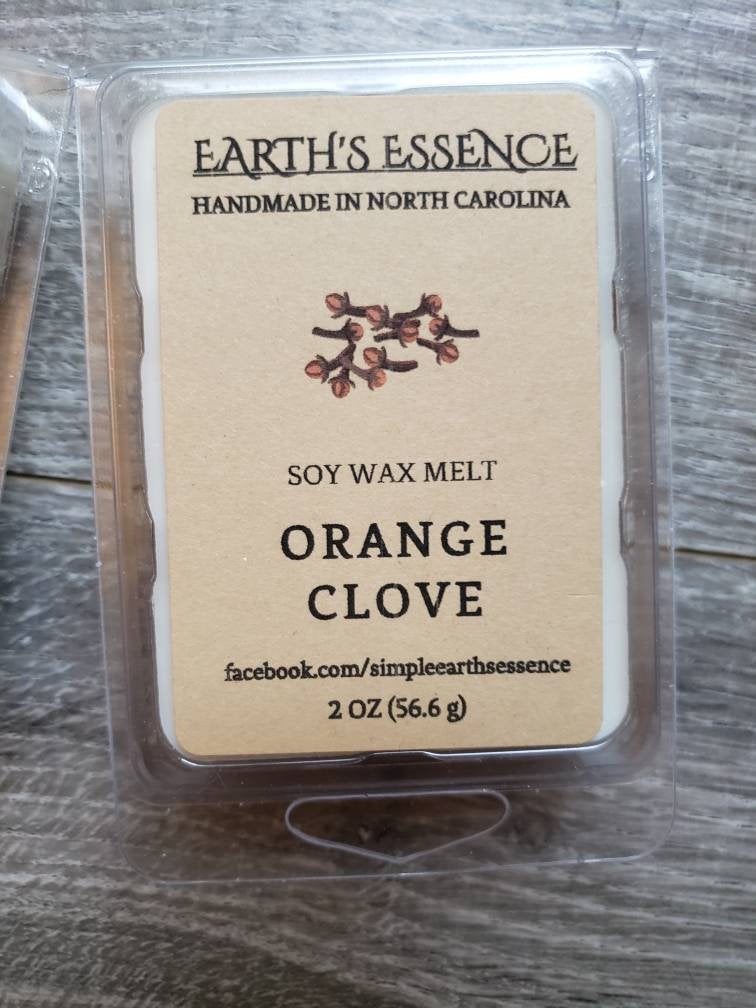 EARTH'S ESSENCE
HANDMADE IN NORTH CAROLINA
SOY WAX MELT
ORANGE
CLOVE
facebook.com/simpleearthsessence
2 OZ (56.6 g)